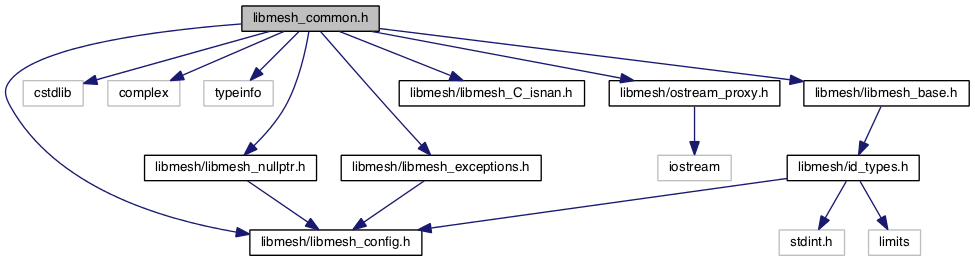 libmesh_common.h
cstdlib
complex
typeinfo
libmesh/libmesh_C_isnan.h
libmesh/ostream_proxy.h
libmesh/libmesh_base.h
libmesh/libmesh_nullptr.h
libmesh/libmesh_exceptions.h
iostream
libmesh/id_types.h
libmesh/libmesh_config.h
stdint.h
limits